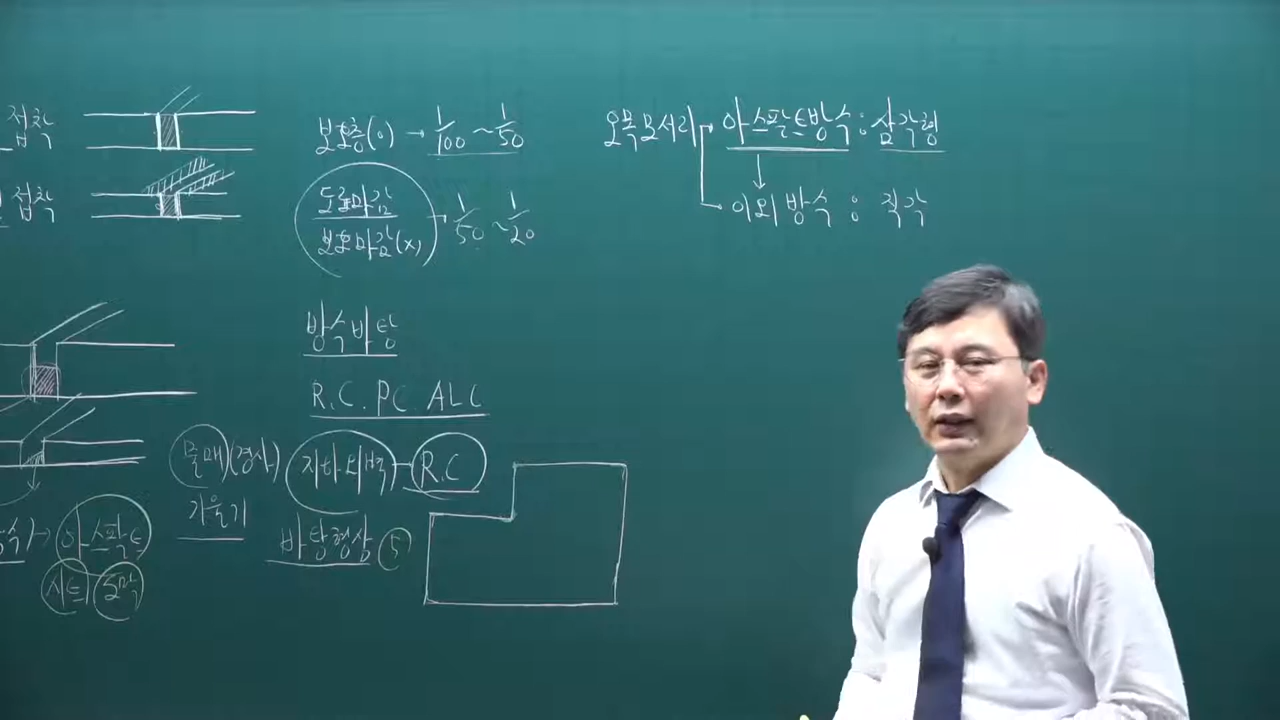 접착
접착
보호층(o) → 1/100 ~ 1/50
도료마감
보호마감(x) → 1/50 ~ 1/20
오목모서리 → 아스팔트방수 : 삼각형
이외 방수 : 직각
방수바탕
R.C. PC. ALC
물매(경사) 지하외벽 - R.C
기울기
바탕형상 ⑤
→ 아스팔트
시트 도막